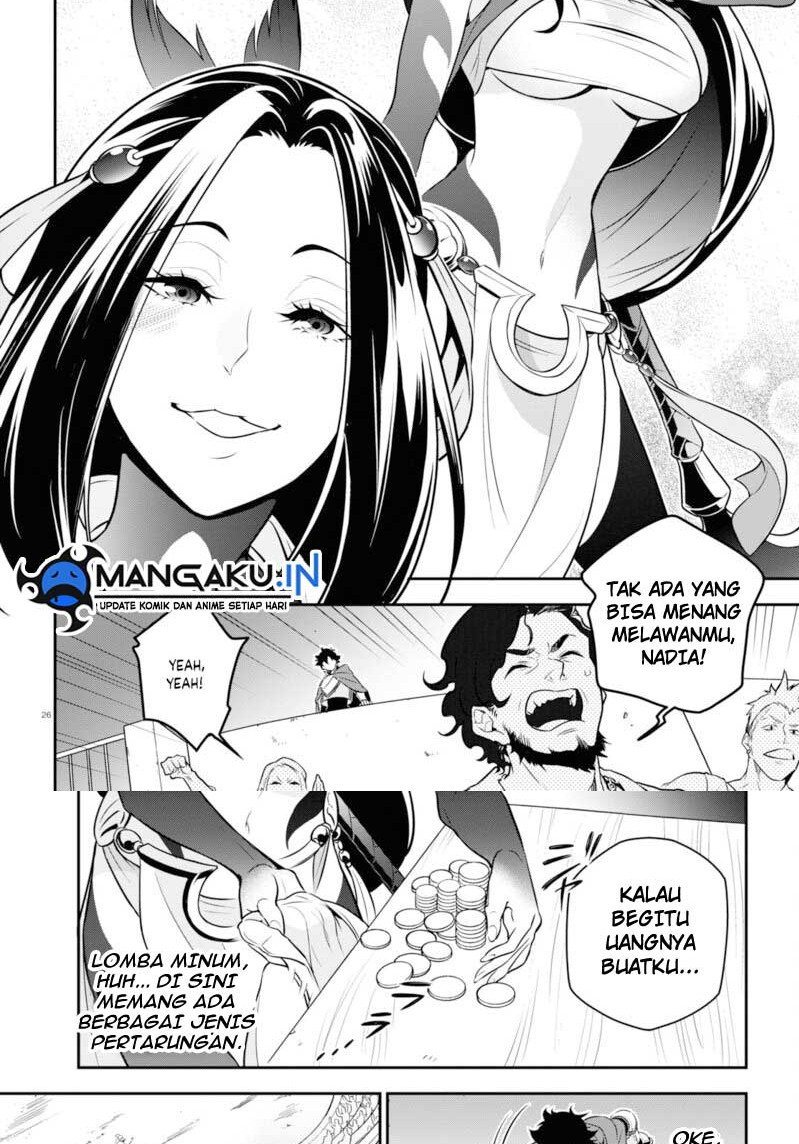 MANGAKU.IN
UPDATE KOMIK DAN ANIME SETIAP HARI
TAK ADA YANG
BISA MENANG
MELAWANMU,
NADIA!
YEAH,
YEAH!
26
KALAU
BEGITU
UANGNYA
BUATKU...
LOMBA MINUM,
HUH... DI SINI
MEMANG ADA
BERBAGAI JENIS
PERTARUNGAN.
OKE,